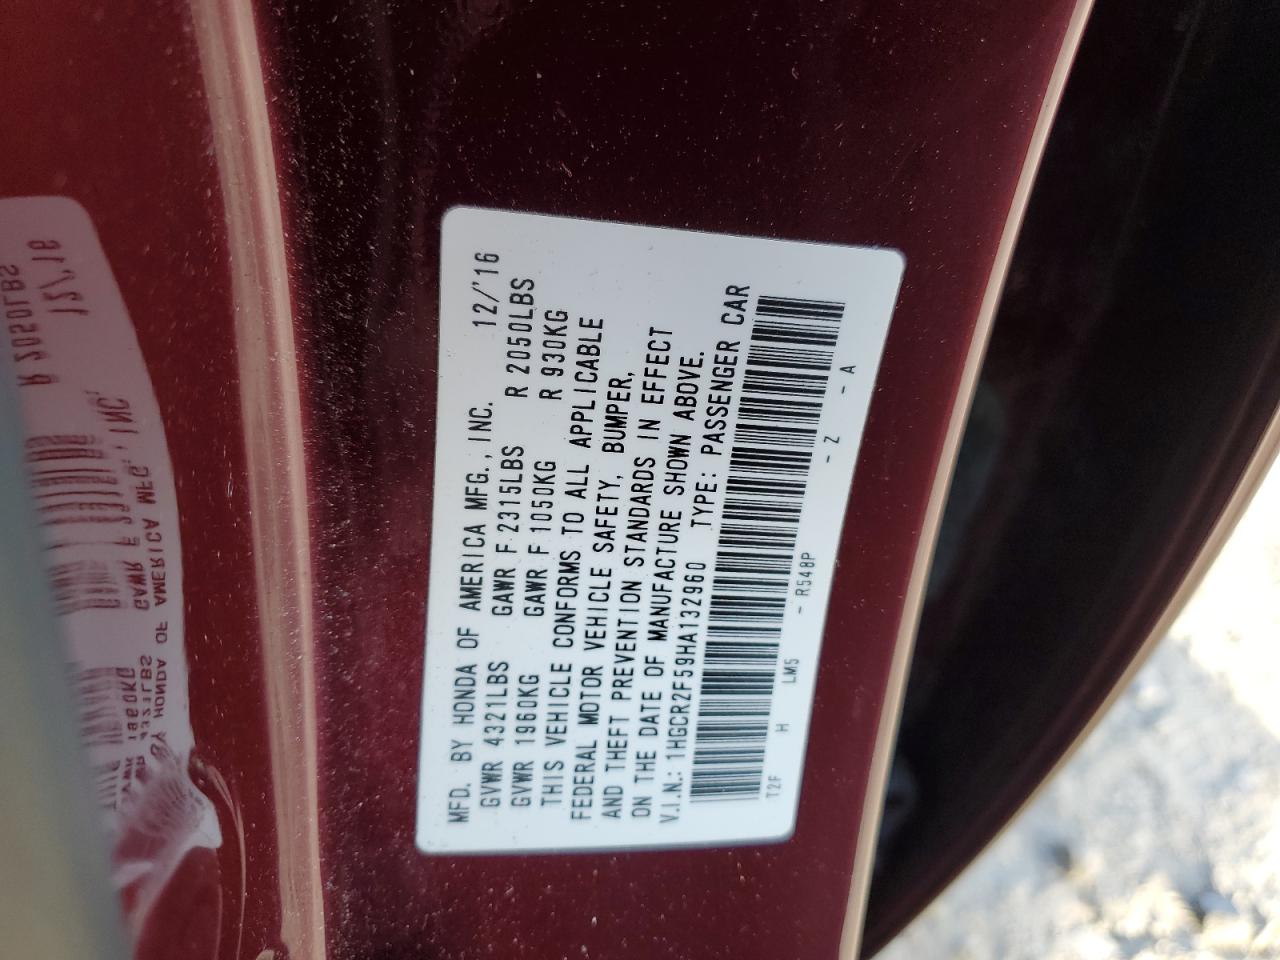 MFD. BY HONDA OF AMERICA MFG., INC. 12/'16
GVWR 4321LBS GAWR F 2315LBS R 2050LBS
GVWR 1960KG GAWR F 1050KG R 930KG
THIS VEHICLE CONFORMS TO ALL APPLICABLE
FEDERAL MOTOR VEHICLE SAFETY, BUMPER,
AND THEFT PREVENTION STANDARDS IN EFFECT
ON THE DATE OF MANUFACTURE SHOWN ABOVE.
V.I.N.: 1HGCR2F59HA132960 TYPE: PASSENGER CAR
T2F H LM5 - R548P - Z - A